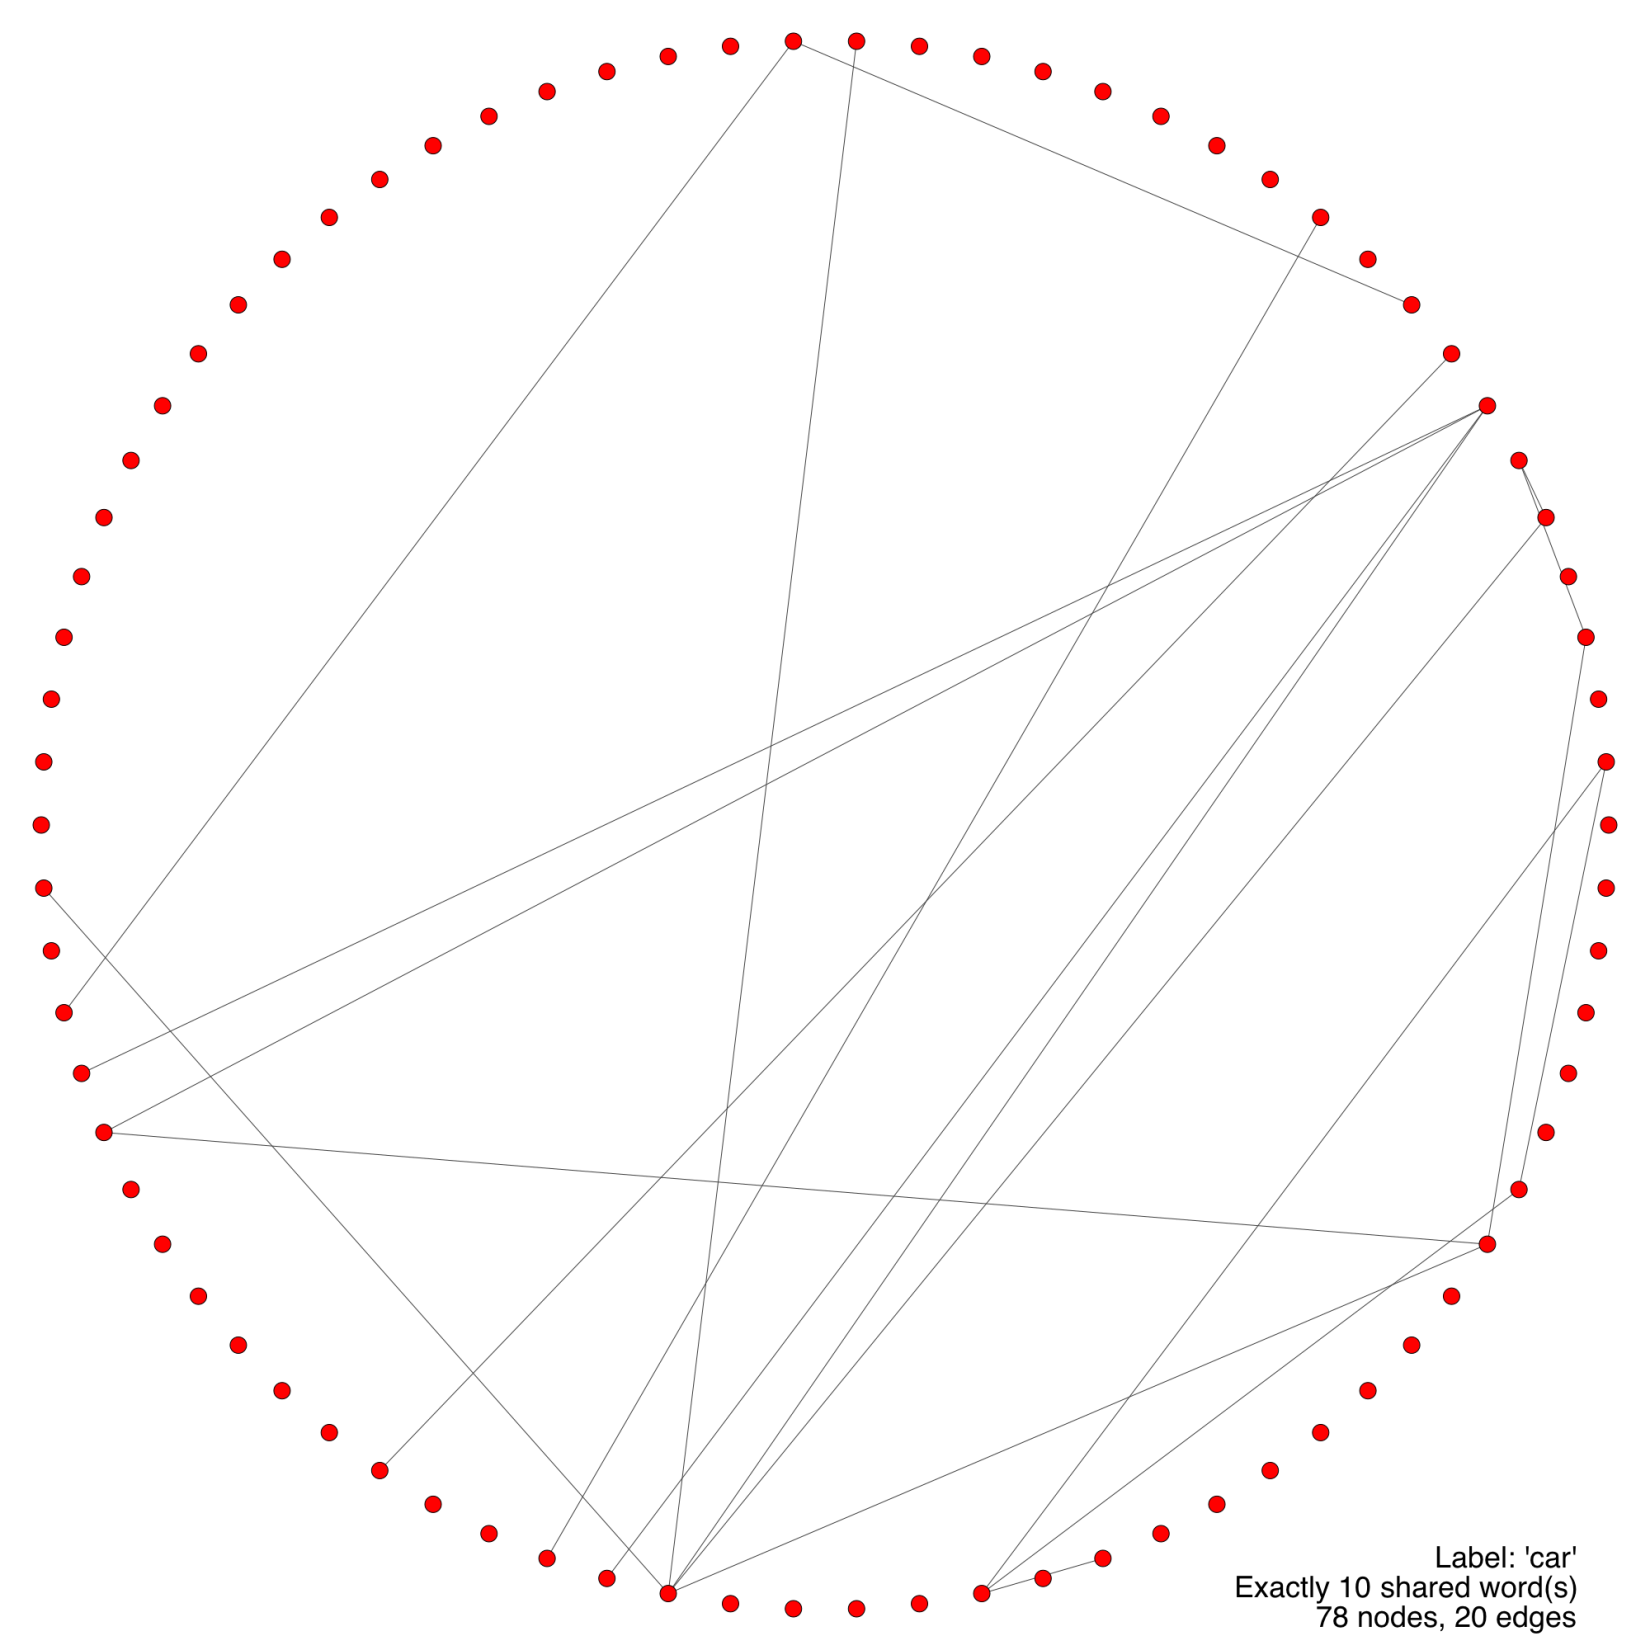 Label: 'car'
Exactly 10 shared word(s)
78 nodes, 20 edges